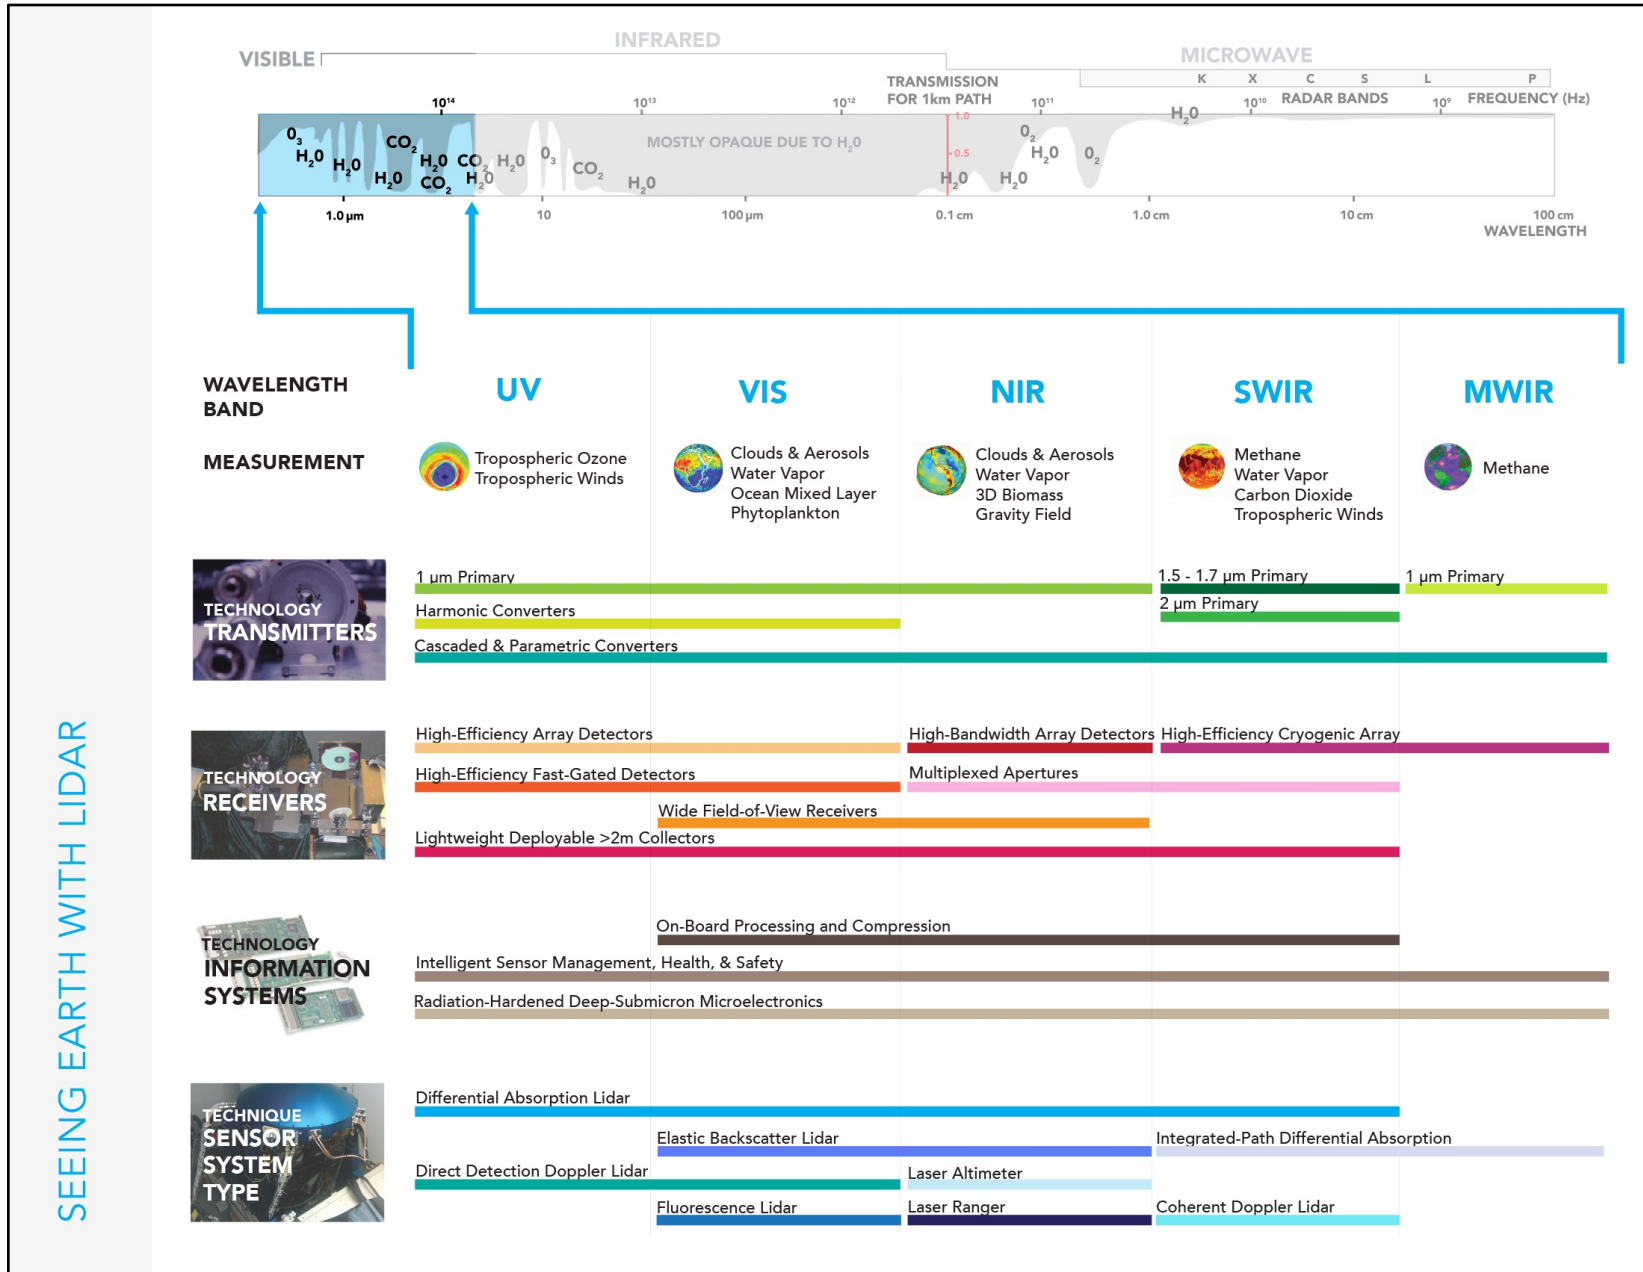 SEEING EARTH WITH LIDAR
VISIBLE
INFRARED
MICROWAVE
K X C S L P
TRANSMISSION
FOR 1km PATH
RADAR BANDS
FREQUENCY (Hz)
10¹⁴ 10¹³ 10¹² 10¹¹ 10¹⁰ 10⁹
1.0
0.5
O₃
H₂O
H₂O
CO₂
H₂O
H₂O
CO₂
CO₂
H₂O
H₂O
O₃
CO₂
H₂O
MOSTLY OPAQUE DUE TO H₂O
H₂O
H₂O
O₂
H₂O
O₂
H₂O
1.0 µm 10 100 µm 0.1 cm 1.0 cm 10 cm 100 cm
WAVELENGTH
WAVELENGTH
BAND
UV VIS NIR SWIR MWIR
MEASUREMENT
Tropospheric Ozone
Tropospheric Winds
Clouds & Aerosols
Water Vapor
Ocean Mixed Layer
Phytoplankton
Clouds & Aerosols
Water Vapor
3D Biomass
Gravity Field
Methane
Water Vapor
Carbon Dioxide
Tropospheric Winds
Methane
TECHNOLOGY
TRANSMITTERS
1 µm Primary
1.5 - 1.7 µm Primary
1 µm Primary
Harmonic Converters
2 µm Primary
Cascaded & Parametric Converters
TECHNOLOGY
RECEIVERS
High-Efficiency Array Detectors
High-Bandwidth Array Detectors
High-Efficiency Cryogenic Array
High-Efficiency Fast-Gated Detectors
Multiplexed Apertures
Wide Field-of-View Receivers
Lightweight Deployable >2m Collectors
TECHNOLOGY
INFORMATION
SYSTEMS
On-Board Processing and Compression
Intelligent Sensor Management, Health, & Safety
Radiation-Hardened Deep-Submicron Microelectronics
TECHNIQUE
SENSOR
SYSTEM
TYPE
Differential Absorption Lidar
Elastic Backscatter Lidar
Integrated-Path Differential Absorption
Direct Detection Doppler Lidar
Laser Altimeter
Fluorescence Lidar
Laser Ranger
Coherent Doppler Lidar